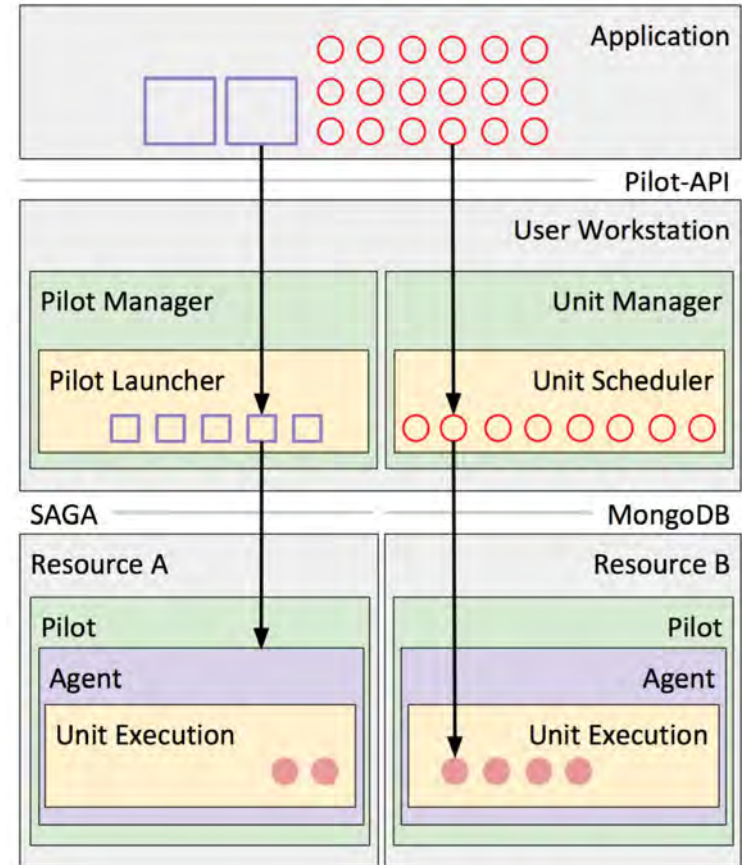 Application
Pilot-API
User Workstation
Pilot Manager
Unit Manager
Pilot Launcher
Unit Scheduler
SAGA
MongoDB
Resource A
Resource B
Pilot
Pilot
Agent
Agent
Unit Execution
Unit Execution